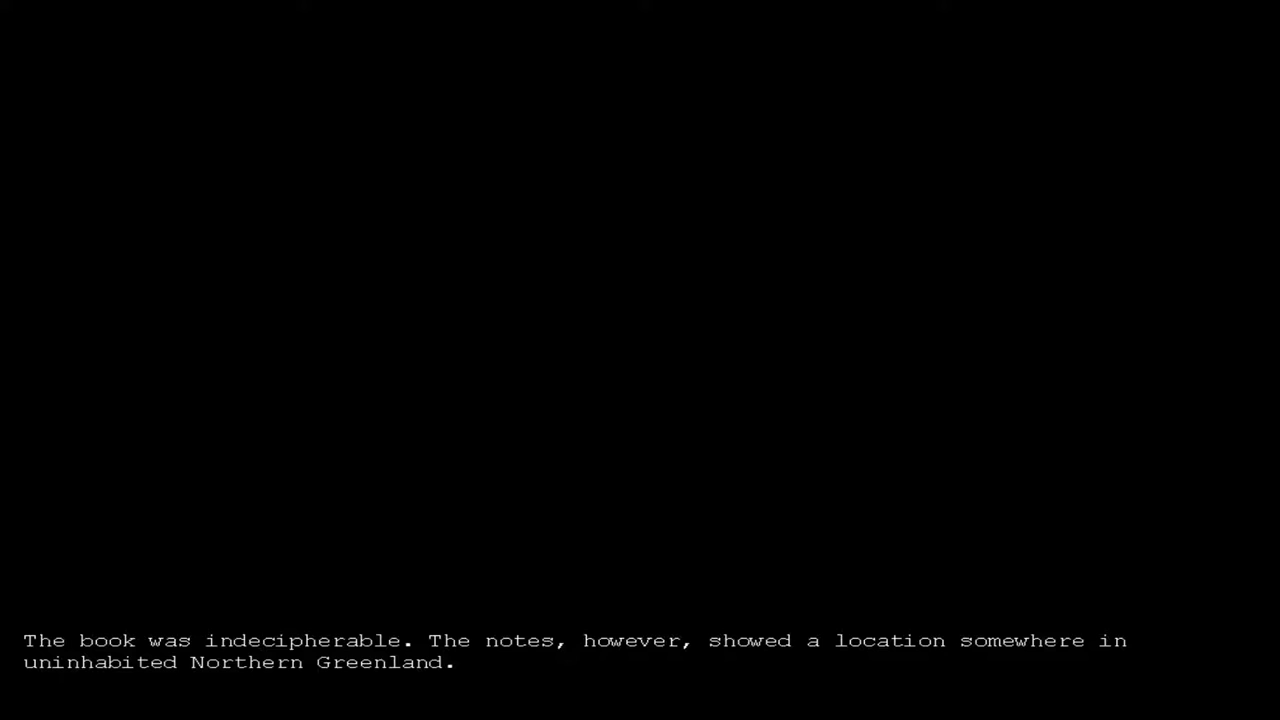 The book was indecipherable. The notes, however, showed a location somewhere in
uninhabited Northern Greenland.